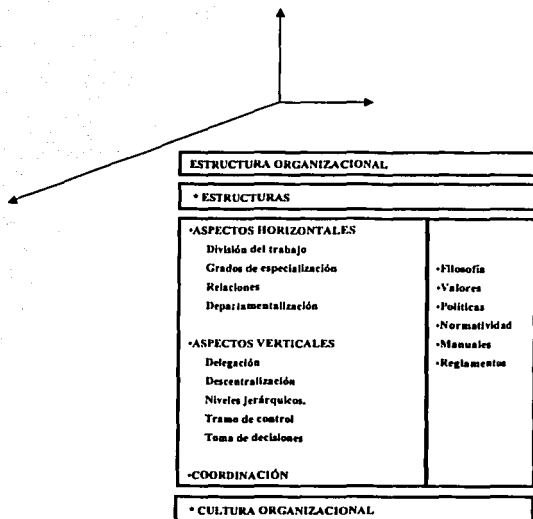 ESTRUCTURA ORGANIZACIONAL
* ESTRUCTURAS
•ASPECTOS HORIZONTALES
División del trabajo
Grados de especialización
Relaciones
Departamentalización
•ASPECTOS VERTICALES
Delegación
Descentralización
Niveles jerárquicos.
Tramo de control
Toma de decisiones
•COORDINACIÓN
•Filosofía
•Valores
•Políticas
•Normatividad
•Manuales
•Reglamentos
* CULTURA ORGANIZACIONAL